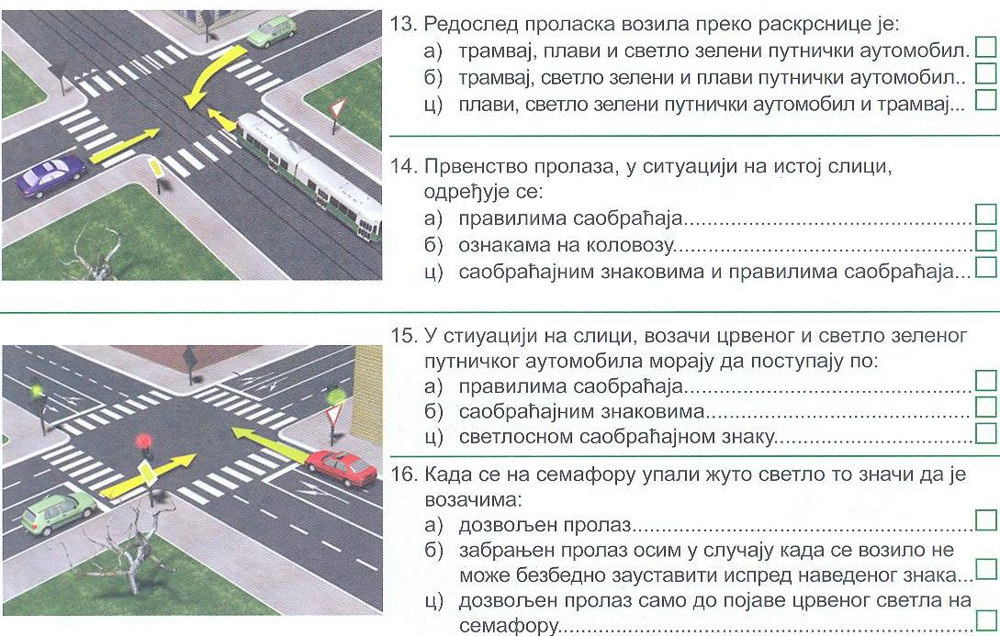 13. Редослед проласка возила преко раскрснице је:
а) трамвај, плави и светло зелени путнички аутомобил.
б) трамвај, светло зелени и плави путнички аутомобил..
ц) плави, светло зелени путнички аутомобил и трамвај...
14. Првенство пролаза, у ситуацији на истој слици,
одређује се:
а) правилима саобраћаја....................................................
б) ознакама на коловозу......................................................
ц) саобраћајним знаковима и правилима саобраћаја...
15. У стиуацији на слици, возачи црвеног и светло зеленог
путничког аутомобила морају да поступају по:
а) правилима саобраћаја....................................................
б) саобраћајним знаковима.................................................
ц) светлосном саобраћајном знаку....................................
16. Када се на семафору упали жуто светло то значи да је
возачима:
а) дозвољен пролаз............................................................
б) забрањен пролаз осим у случају када се возило не
може безбедно зауставити испред наведеног знака...
ц) дозвољен пролаз само до појаве црвеног светла на
семафору..........................................................................